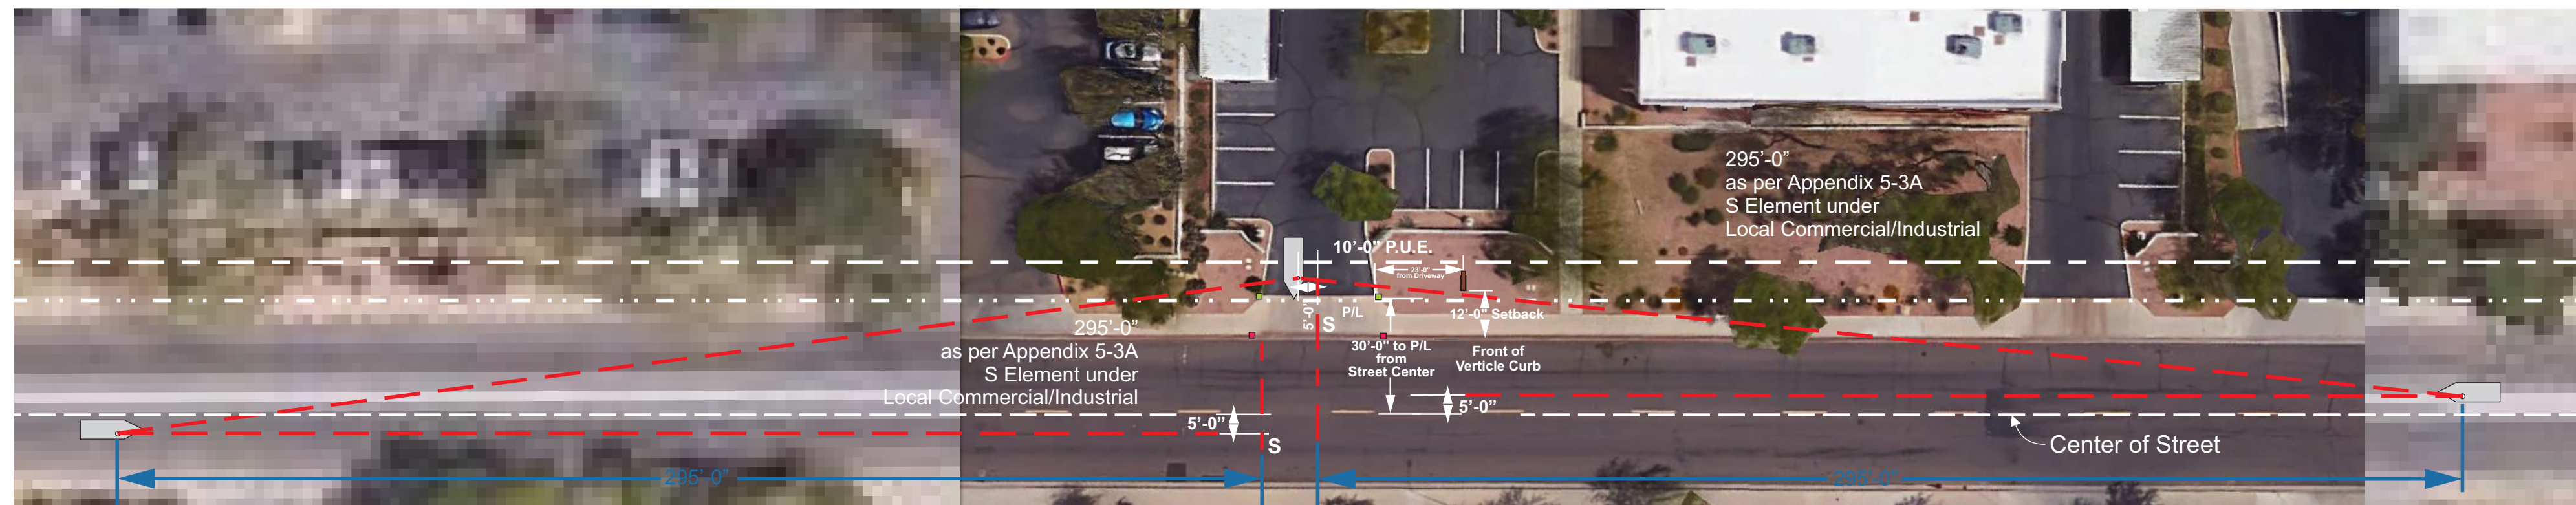 295’-0”
as per Appendix 5-3A
S Element under
Local Commercial/Industrial
10’-0” P.U.E.
23’-0”
from Driveway
5’-0”
S
P/L
12’-0” Setback
295’-0”
as per Appendix 5-3A
S Element under
Local Commercial/Industrial
30’-0” to P/L
from
Street Center
Front of
Verticle Curb
5’-0”
5’-0”
S
Center of Street
295’-0”
295’-0”